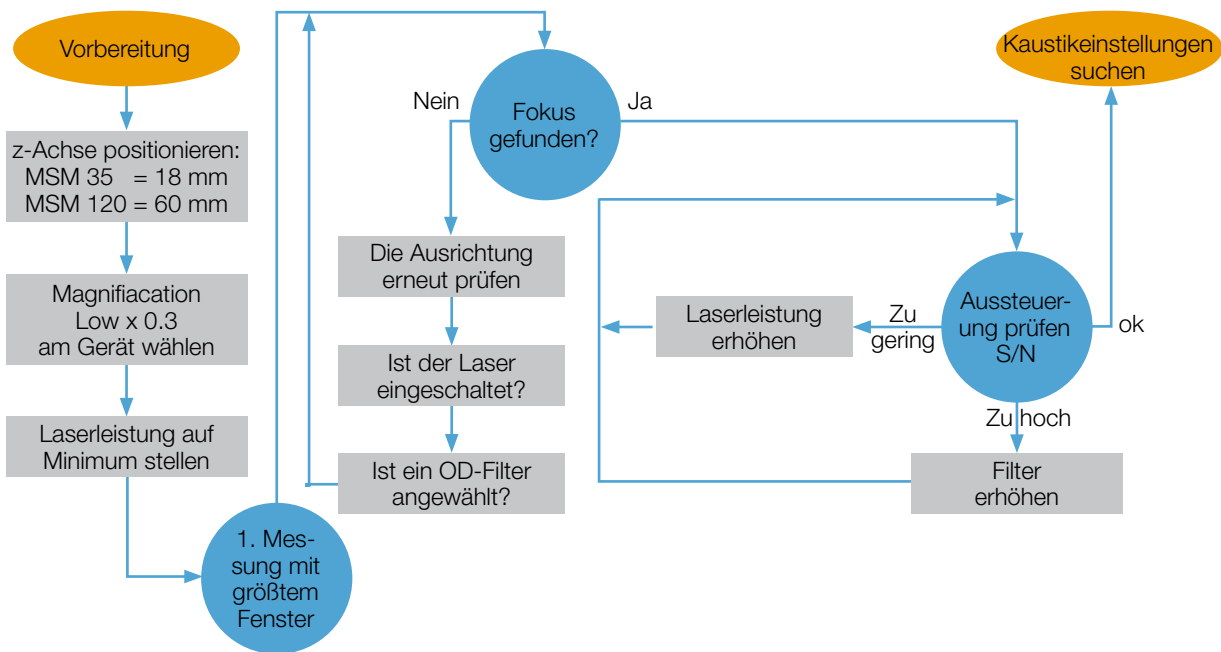 Vorbereitung
z-Achse positionieren:
MSM 35 = 18 mm
MSM 120 = 60 mm
Magnifiacation
Low x 0.3
am Gerät wählen
Laserleistung auf
Minimum stellen
1. Mes-
sung mit
größtem
Fenster
Fokus
gefunden?
Nein
Ja
Die Ausrichtung
erneut prüfen
Ist der Laser
eingeschaltet?
Ist ein OD-Filter
angewählt?
Aussteuer-
ung prüfen
S/N
Zu
gering
Laserleistung
erhöhen
Zu hoch
Filter
erhöhen
ok
Kaustikeinstellungen
suchen